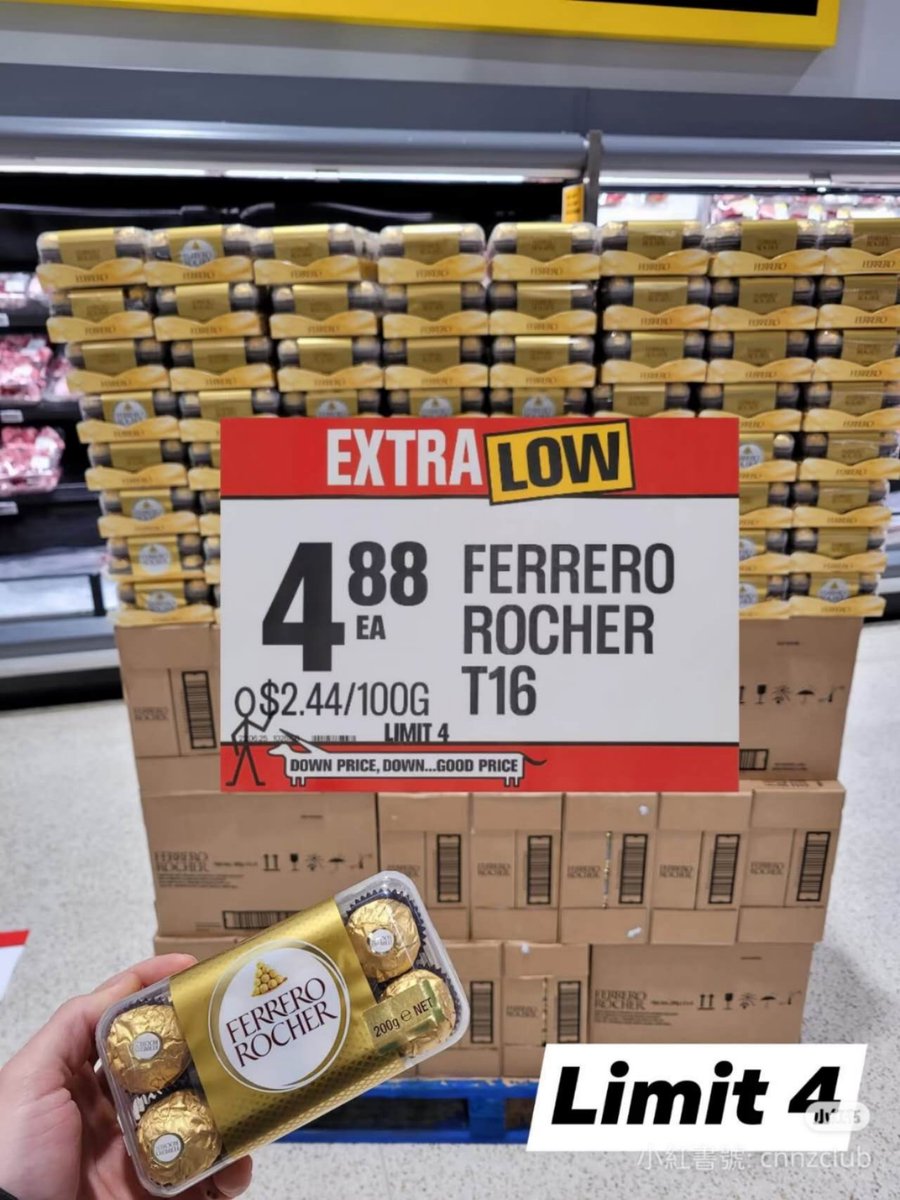 EXTRA LOW
4 88 EA
FERRERO
ROCHER
T16
$2.44/100G
LIMIT 4
DOWN PRICE, DOWN...GOOD PRICE
FERRERO
ROCHER
200g e NET
Limit 4
小紅書號: cnnzclub